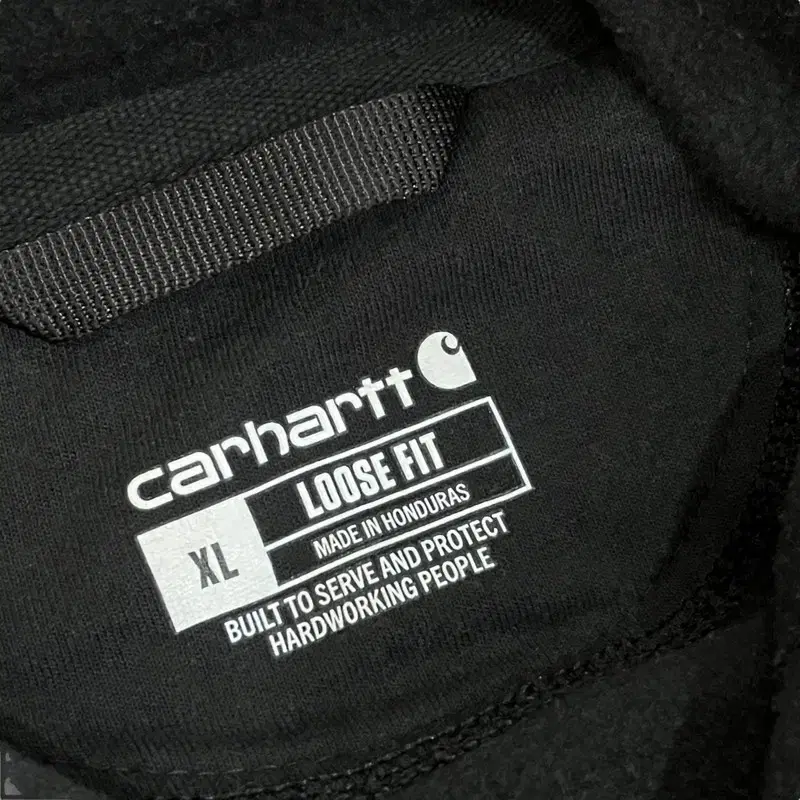 carhartt
LOOSE FIT
XL
MADE IN HONDURAS
BUILT TO SERVE AND PROTECT
HARDWORKING PEOPLE